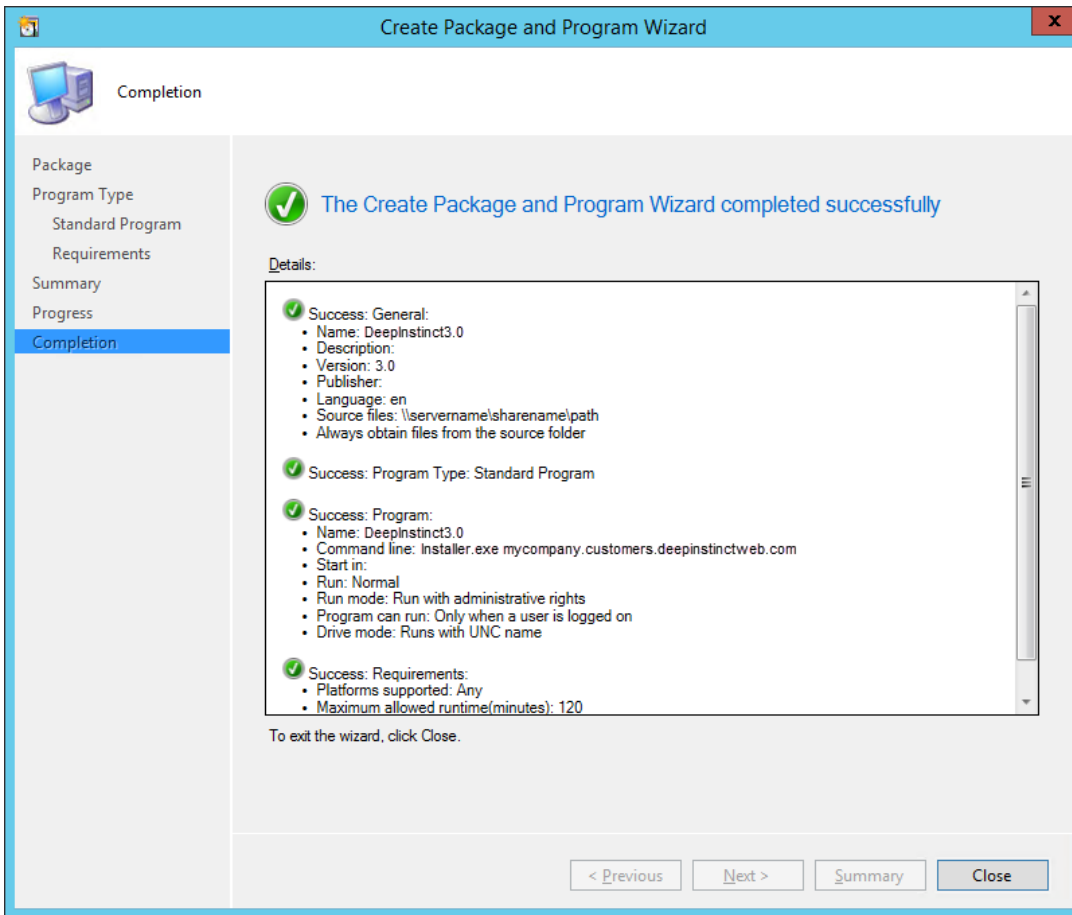 Create Package and Program Wizard
x
Completion
Package
Program Type
Standard Program
Requirements
Summary
Progress
Completion
The Create Package and Program Wizard completed successfully
Details:
Success: General:
• Name: DeepInstinct3.0
• Description:
• Version: 3.0
• Publisher:
• Language: en
• Source files: \\servername\sharename\path
• Always obtain files from the source folder
Success: Program Type: Standard Program
Success: Program:
• Name: DeepInstinct3.0
• Command line: Installer.exe mycompany.customers.deepinstinctweb.com
• Start in:
• Run: Normal
• Run mode: Run with administrative rights
• Program can run: Only when a user is logged on
• Drive mode: Runs with UNC name
Success: Requirements:
• Platforms supported: Any
• Maximum allowed runtime(minutes): 120
To exit the wizard, click Close.
< Previous
Next >
Summary
Close